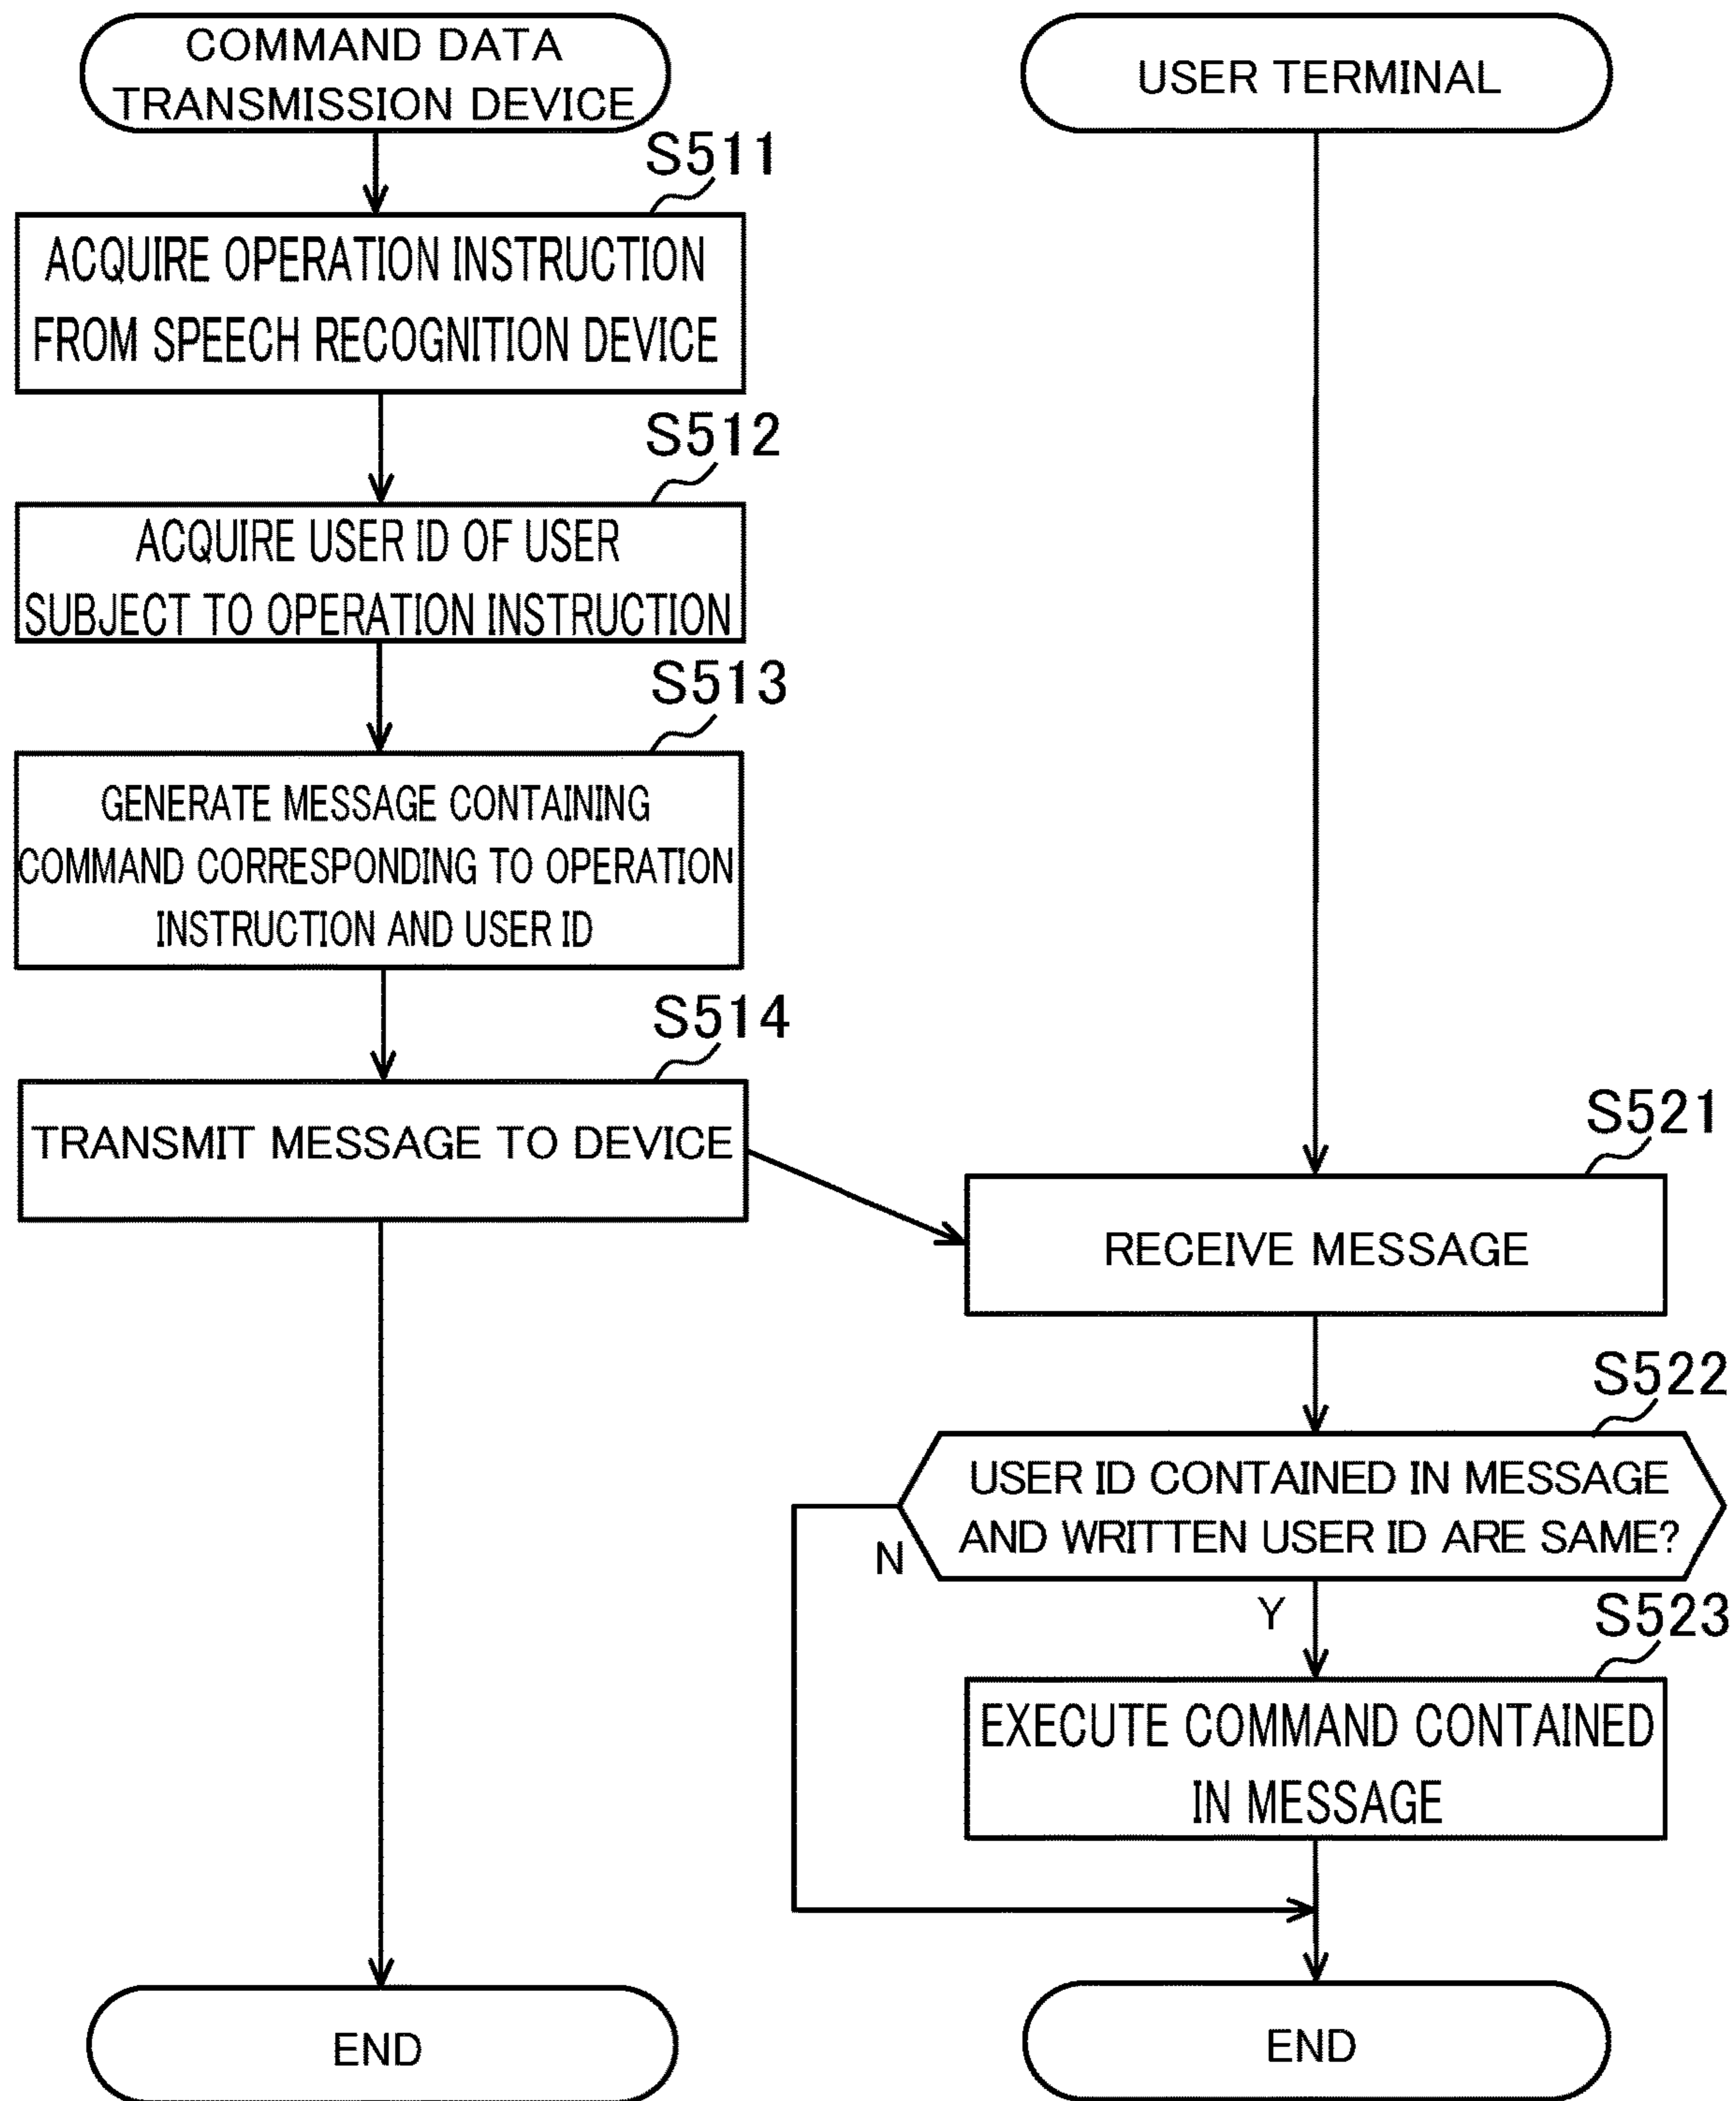 COMMAND DATA
TRANSMISSION DEVICE
S511
ACQUIRE OPERATION INSTRUCTION
FROM SPEECH RECOGNITION DEVICE
S512
ACQUIRE USER ID OF USER
SUBJECT TO OPERATION INSTRUCTION
S513
GENERATE MESSAGE CONTAINING
COMMAND CORRESPONDING TO OPERATION
INSTRUCTION AND USER ID
S514
TRANSMIT MESSAGE TO DEVICE
END
USER TERMINAL
S521
RECEIVE MESSAGE
S522
USER ID CONTAINED IN MESSAGE
AND WRITTEN USER ID ARE SAME?
N
Y
S523
EXECUTE COMMAND CONTAINED
IN MESSAGE
END